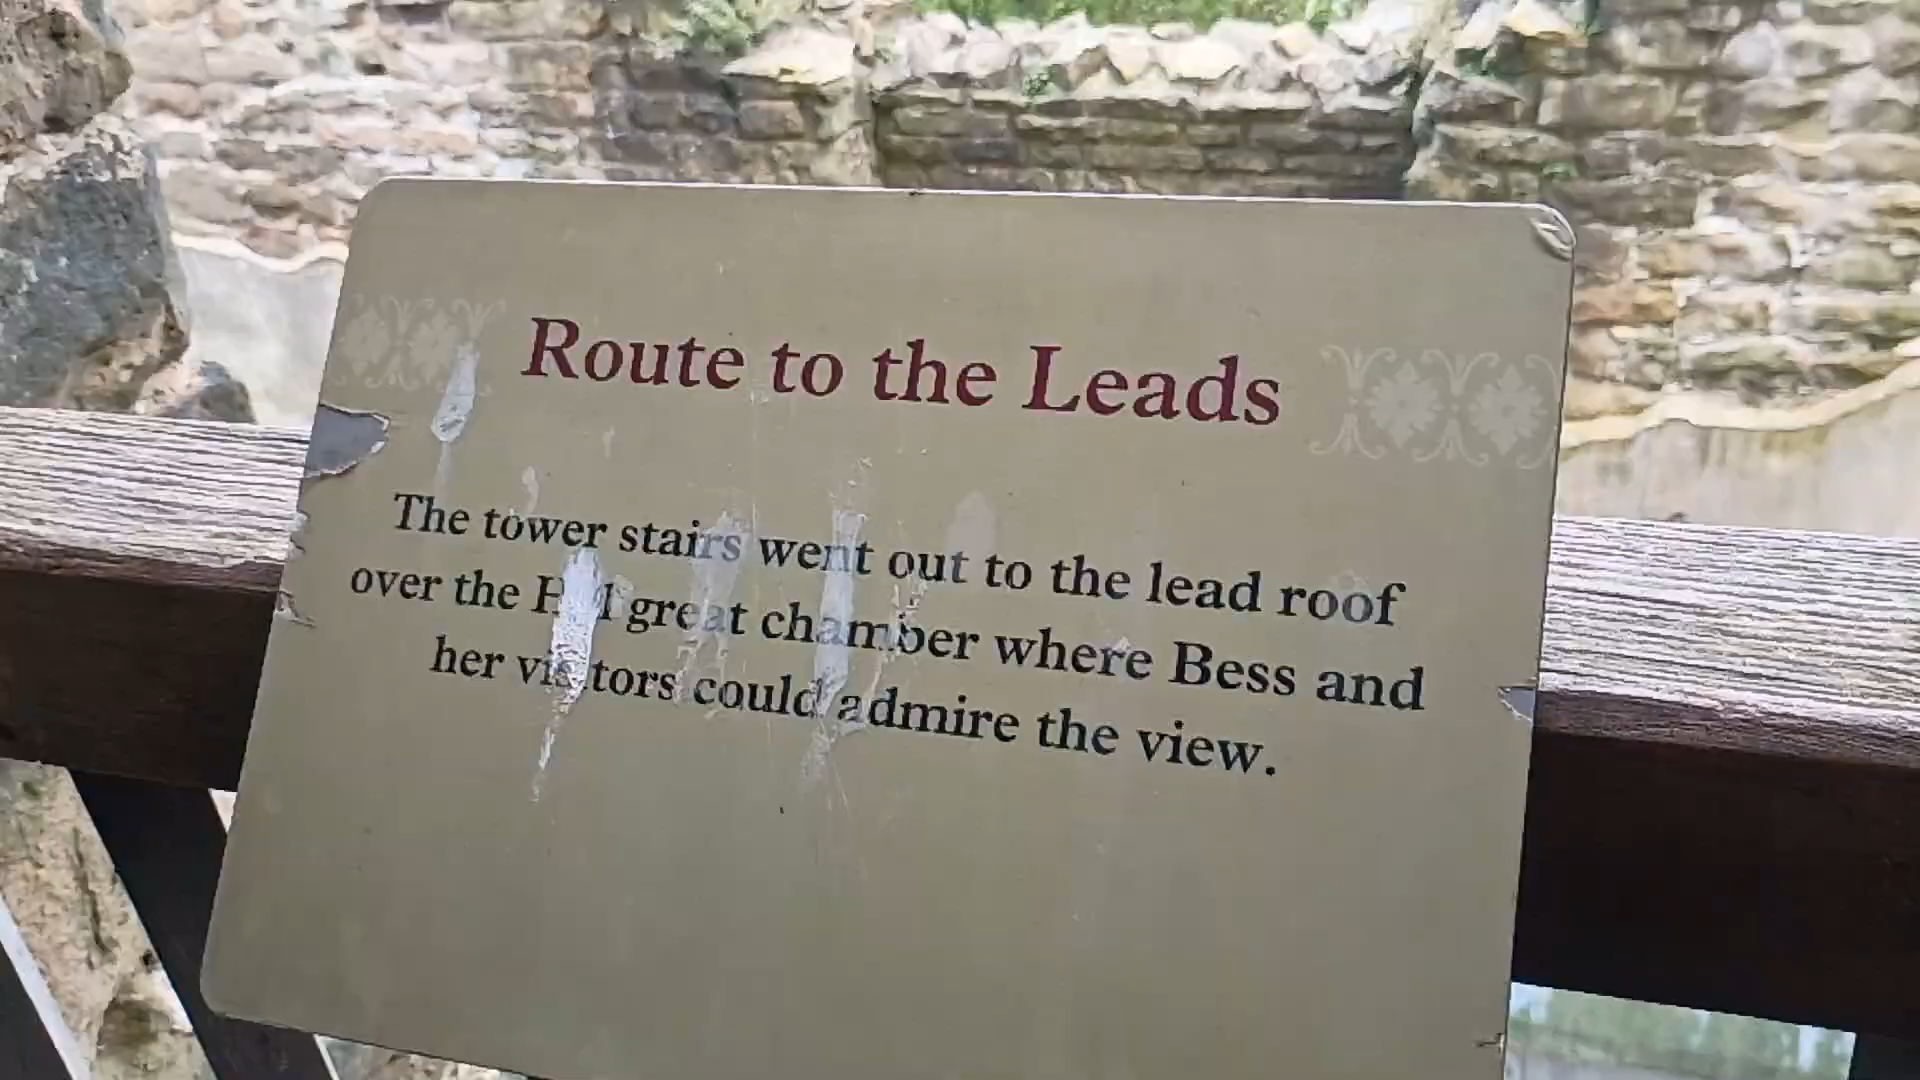 Route to the Leads
The tower stairs went out to the lead roof
over the great chamber where Bess and
her visitors could admire the view.